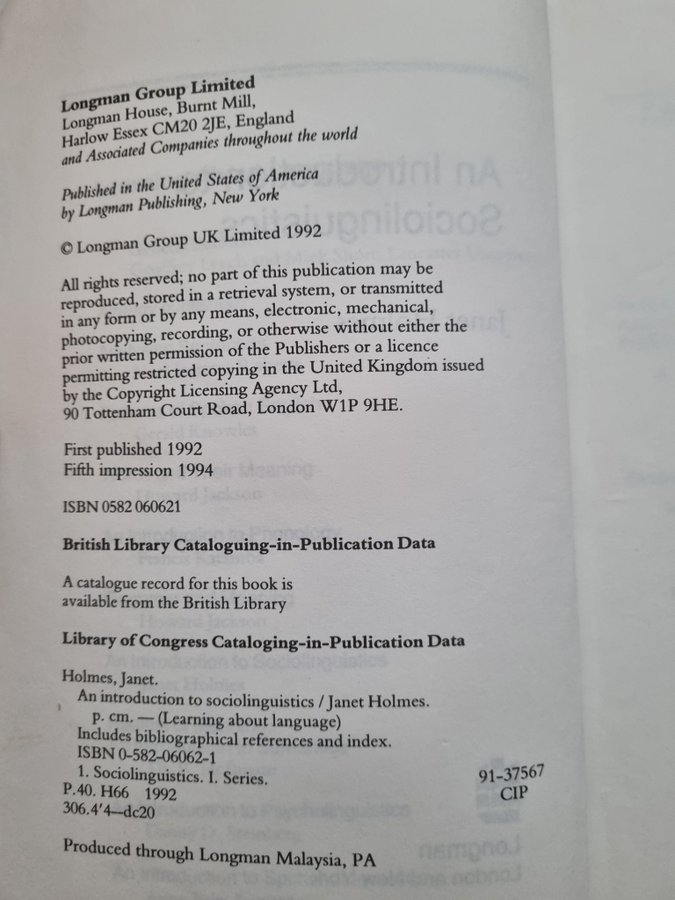 Longman Group Limited
Longman House, Burnt Mill,
Harlow Essex CM20 2JE, England
and Associated Companies throughout the world
Published in the United States of America
by Longman Publishing, New York
© Longman Group UK Limited 1992
All rights reserved; no part of this publication may be
reproduced, stored in a retrieval system, or transmitted
in any form or by any means, electronic, mechanical,
photocopying, recording, or otherwise without either the
prior written permission of the Publishers or a licence
permitting restricted copying in the United Kingdom issued
by the Copyright Licensing Agency Ltd,
90 Tottenham Court Road, London W1P 9HE.
First published 1992
Fifth impression 1994
ISBN 0582 060621
British Library Cataloguing-in-Publication Data
A catalogue record for this book is
available from the British Library
Library of Congress Cataloging-in-Publication Data
Holmes, Janet.
An introduction to sociolinguistics / Janet Holmes.
p. cm. — (Learning about language)
Includes bibliographical references and index.
ISBN 0-582-06062-1
1. Sociolinguistics. I. Series.
P.40. H66 1992 91-37567
306.4'4—dc20 CIP
Produced through Longman Malaysia, PA